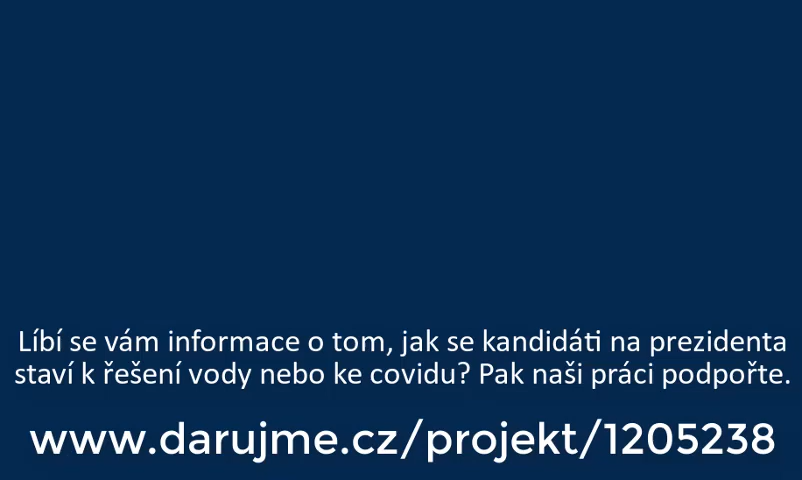 Líbí se vám informace o tom, jak se kandidáti na prezidenta
staví k řešení vody nebo ke covidu? Pak naši práci podpořte.
www.darujme.cz/projekt/1205238